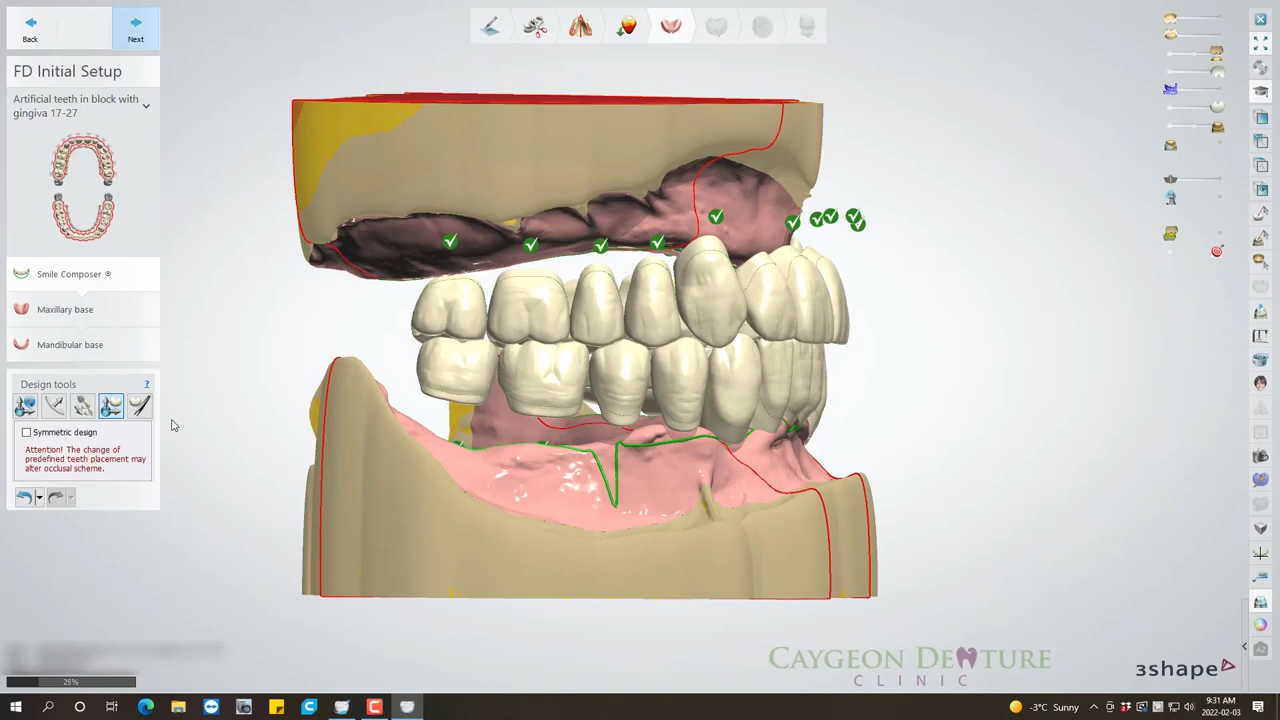 Back
Next
FD Initial Setup
Artificial teeth in block with
gingiva 17-27
Smile Composer ®
Maxillary base
Mandibular base
Design tools
?
Symmetric design
Attention! The change of
predefined teeth placement may
alter occlusal scheme.
25%
CAYGEON DENTURE
CLINIC
3shape
A2
-3°C Sunny
9:31 AM
2022-02-03